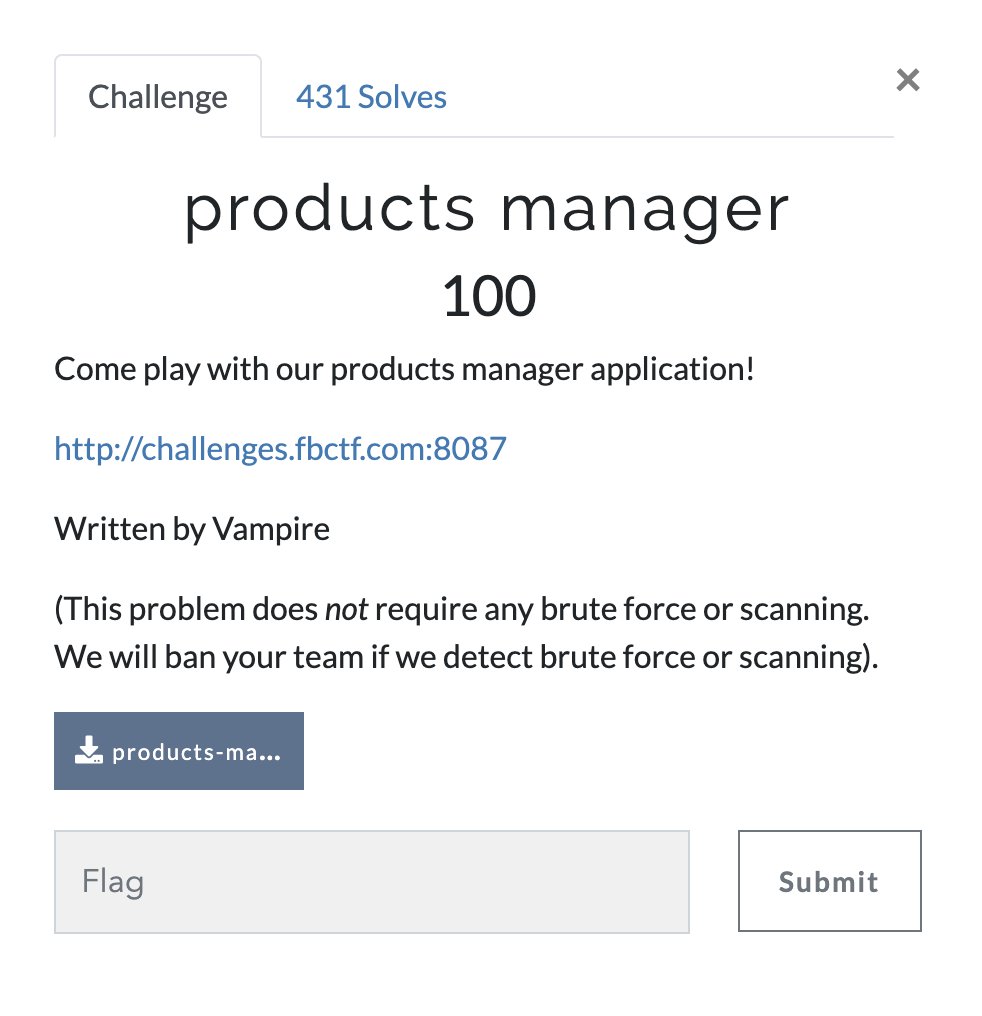 Challenge
431 Solves
×
products manager
100
Come play with our products manager application!
http://challenges.fbctf.com:8087
Written by Vampire
(This problem does not require any brute force or scanning.
We will ban your team if we detect brute force or scanning).
products-ma...
Flag
Submit